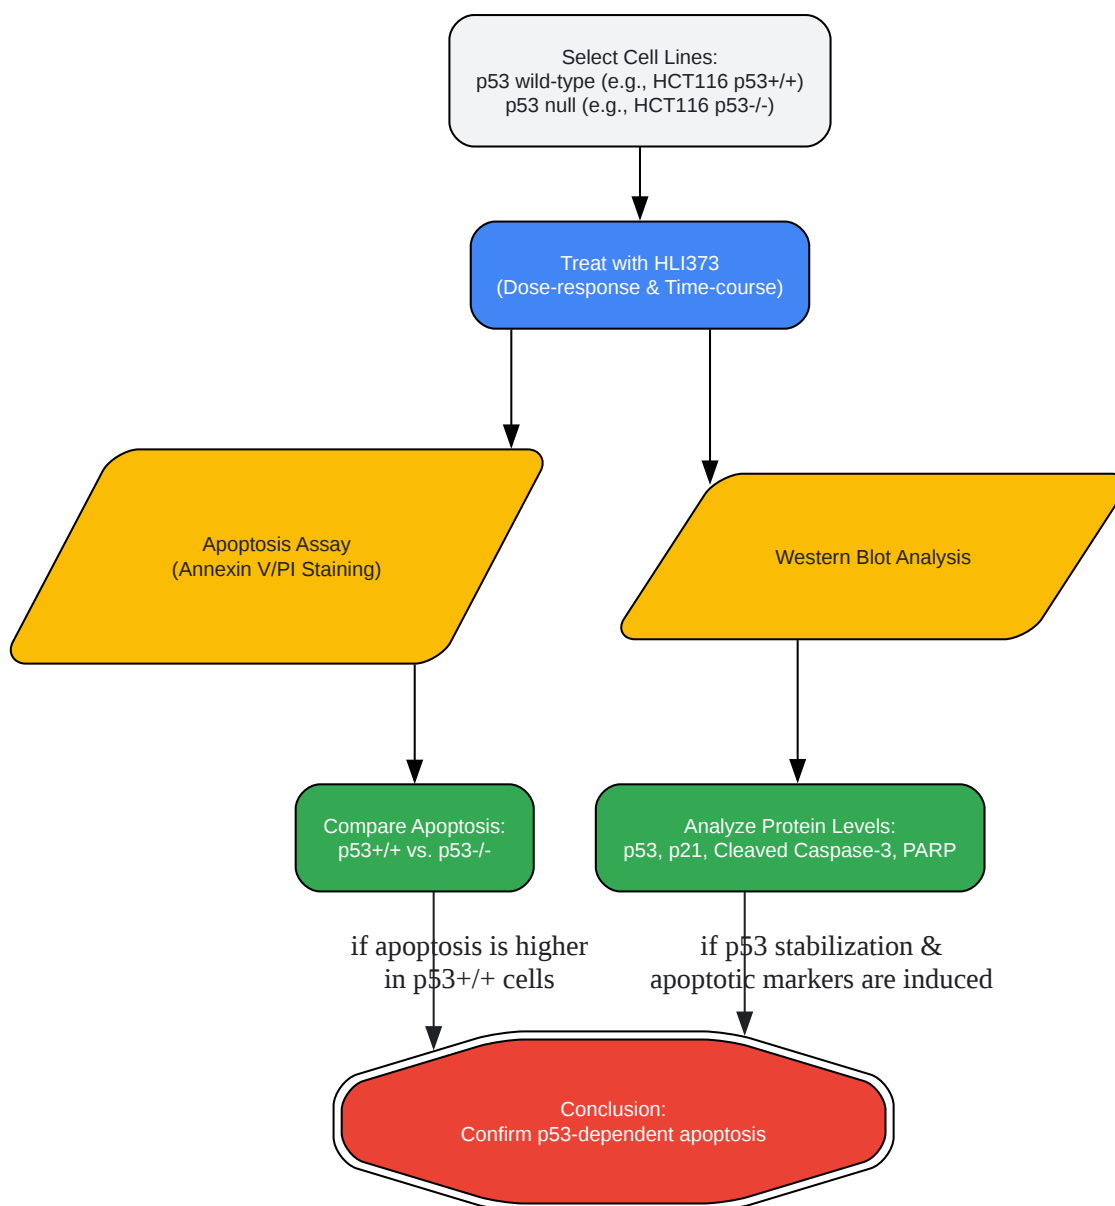 Select Cell Lines:
p53 wild-type (e.g., HCT116 p53+/+)
p53 null (e.g., HCT116 p53-/-)
Treat with HLI373
(Dose-response & Time-course)
Apoptosis Assay
(Annexin V/PI Staining)
Western Blot Analysis
Compare Apoptosis:
p53+/+ vs. p53-/-
Analyze Protein Levels:
p53, p21, Cleaved Caspase-3, PARP
if apoptosis is higher
in p53+/+ cells
if p53 stabilization &
apoptotic markers are induced
Conclusion:
Confirm p53-dependent apoptosis